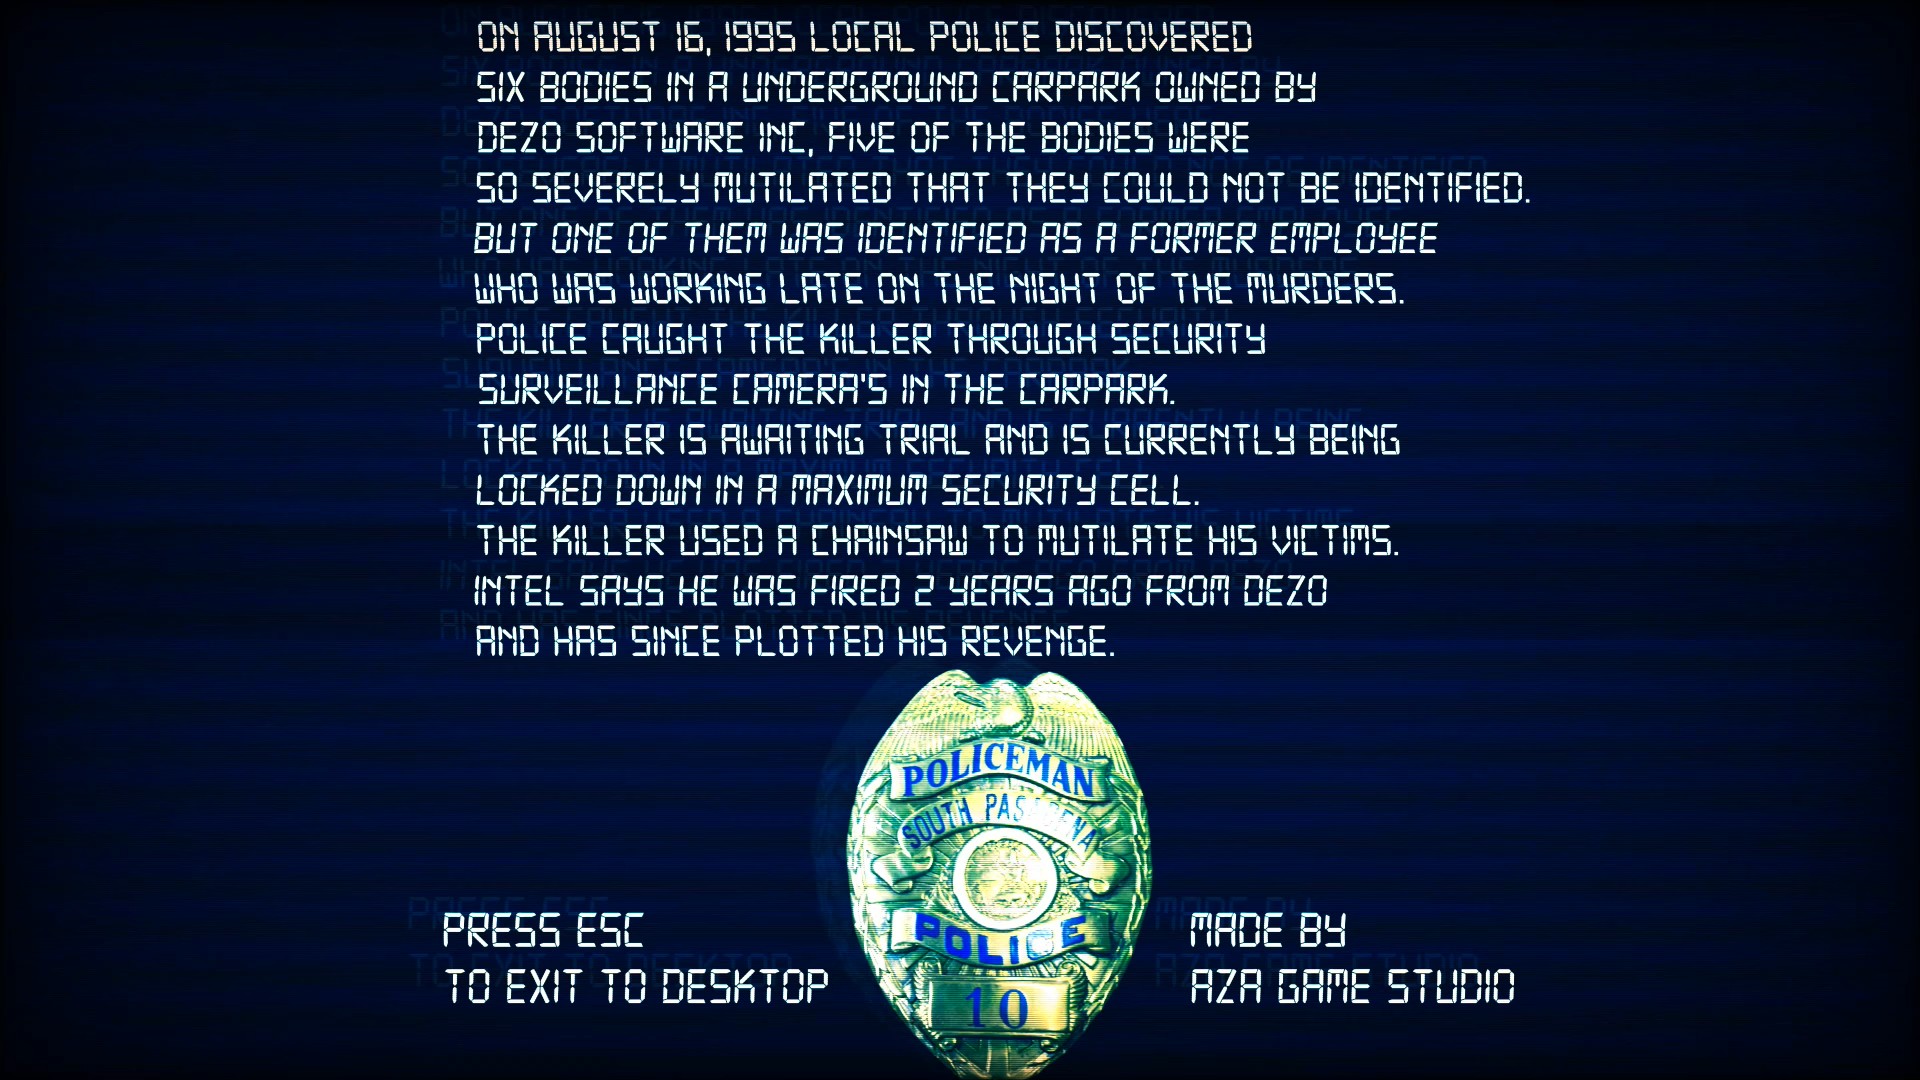 ON AUGUST 16, 1995 LOCAL POLICE DISCOVERED
SIX BODIES IN A UNDERGROUND CARPARK OWNED BY
DEZO SOFTWARE INC, FIVE OF THE BODIES WERE
SO SEVERELY MUTILATED THAT THEY COULD NOT BE IDENTIFIED.
BUT ONE OF THEM WAS IDENTIFIED AS A FORMER EMPLOYEE
WHO WAS WORKING LATE ON THE NIGHT OF THE MURDERS.
POLICE CAUGHT THE KILLER THROUGH SECURITY
SURVEILLANCE CAMERA'S IN THE CARPARK.
THE KILLER IS AWAITING TRIAL AND IS CURRENTLY BEING
LOCKED DOWN IN A MAXIMUM SECURITY CELL.
THE KILLER USED A CHAINSAW TO MUTILATE HIS VICTIMS.
INTEL SAYS HE WAS FIRED 2 YEARS AGO FROM DEZO
AND HAS SINCE PLOTTED HIS REVENGE.
POLICEMAN
SOUTH PASADENA
POLICE
10
PRESS ESC
TO EXIT TO DESKTOP
MADE BY
AZA GAME STUDIO